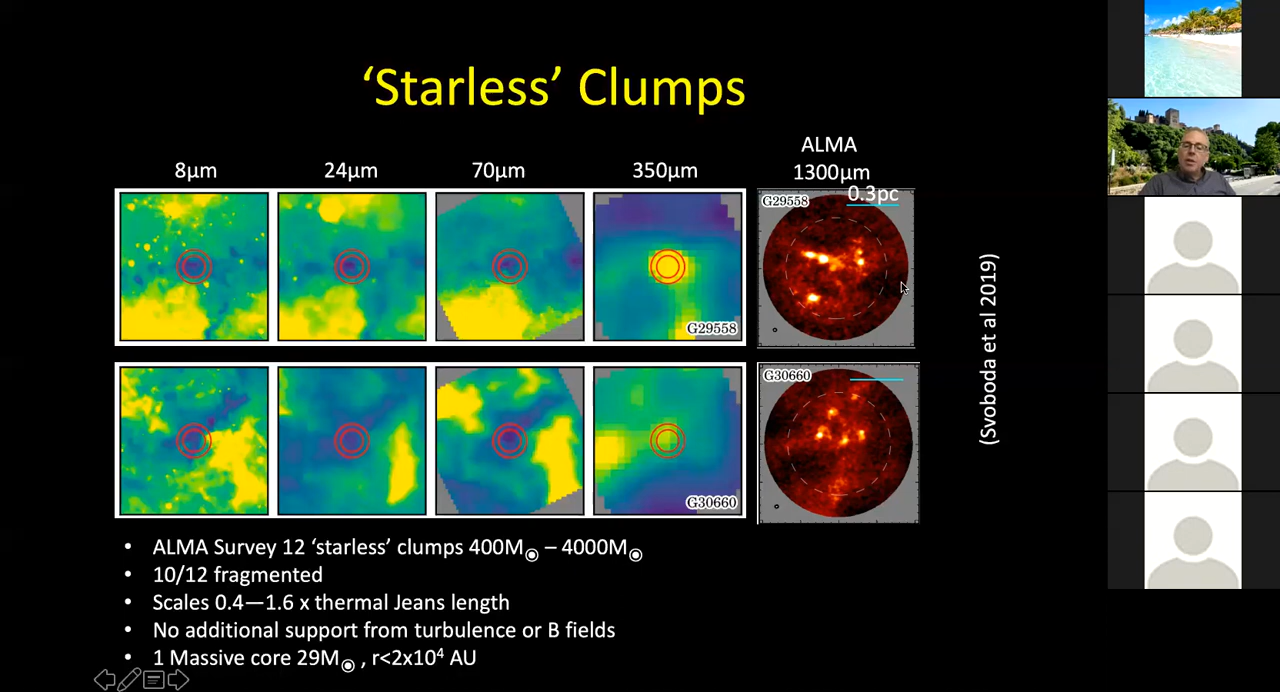 ‘Starless’ Clumps
8μm
24μm
70μm
350μm
ALMA
1300μm
0.3pc
G29558
G29558
G30660
G30660
(Svoboda et al 2019)
• ALMA Survey 12 ‘starless’ clumps 400M☉ – 4000M☉
• 10/12 fragmented
• Scales 0.4—1.6 x thermal Jeans length
• No additional support from turbulence or B fields
• 1 Massive core 29M☉ , r<2x10⁴ AU